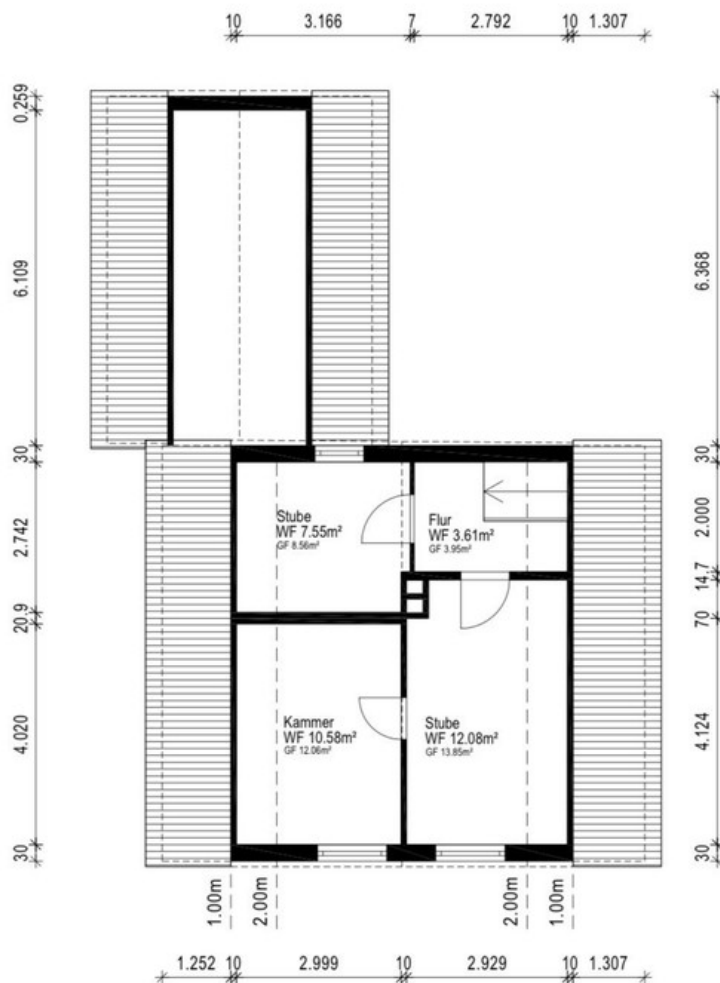 10 3.166 7 2.792 10 1.307
0.259
6.109
30
2.742
20.9
4.020
30
6.368
30
2.000
14.7
70
4.124
30
Stube
WF 7.55m²
GF 8.56m²
Flur
WF 3.61m²
GF 3.95m²
Kammer
WF 10.58m²
GF 12.06m²
Stube
WF 12.08m²
GF 13.85m²
1.00m
2.00m
2.00m
1.00m
1.252 10 2.999 10 2.929 10 1.307